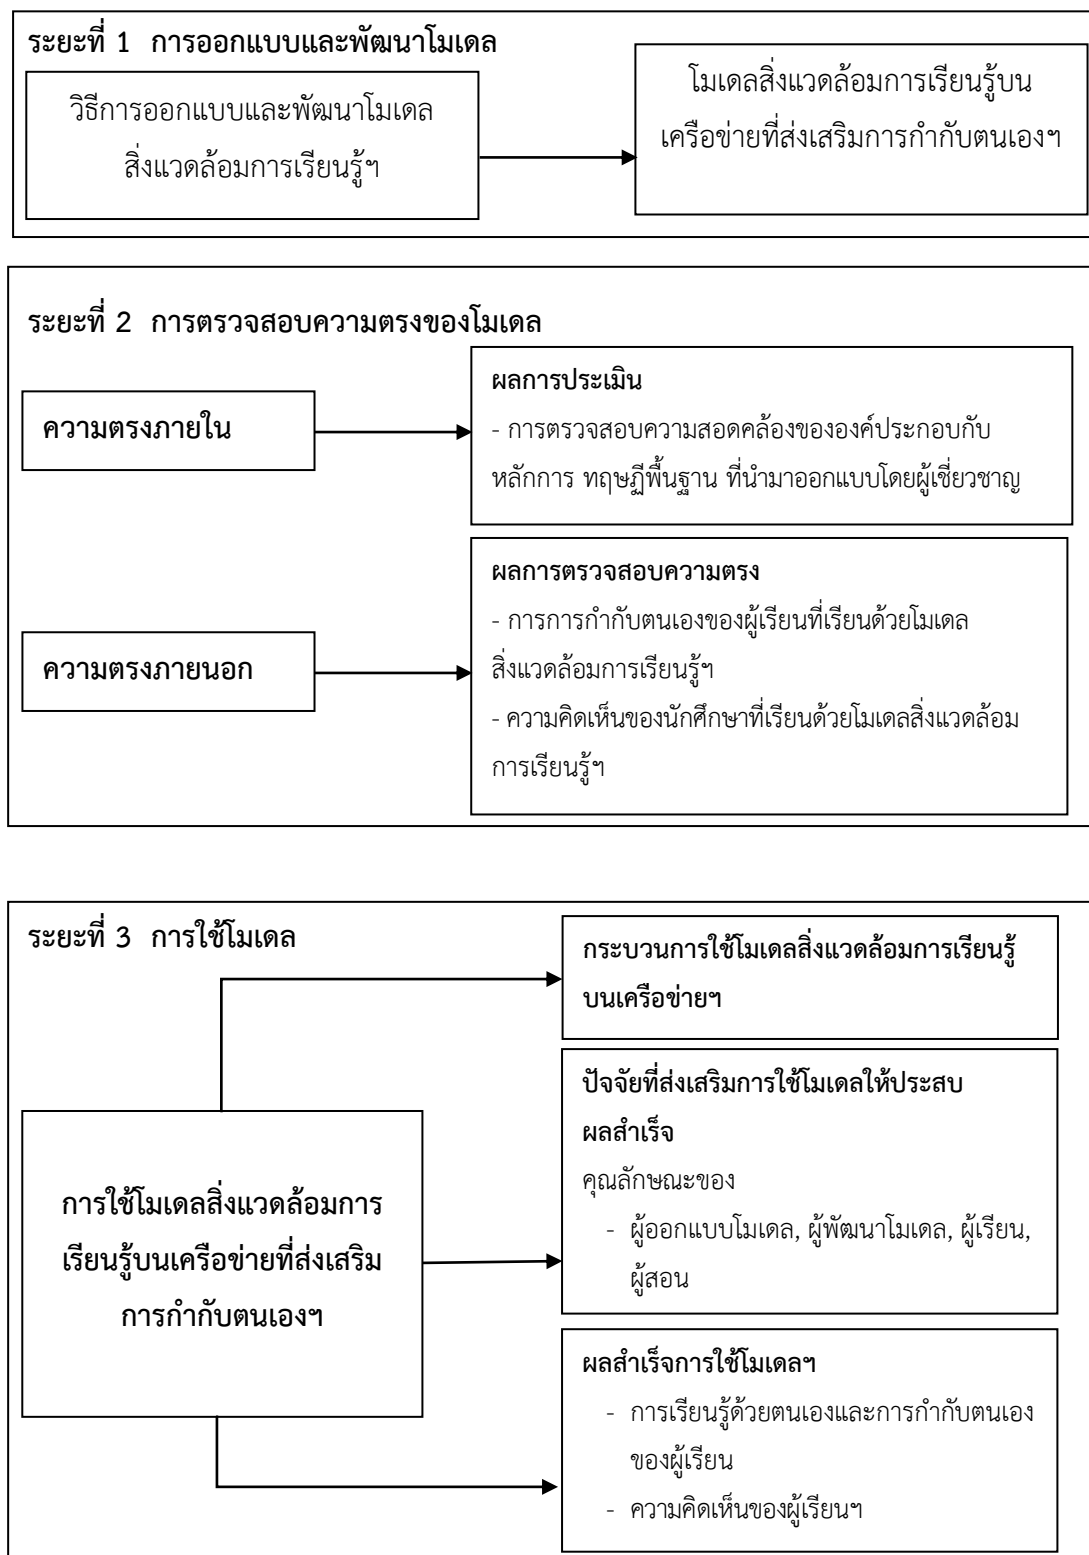 ระยะที่ 1 การออกแบบและพัฒนาโมเดล
วิธีการออกแบบและพัฒนาโมเดล
สิ่งแวดล้อมการเรียนรู้ฯ
โมเดลสิ่งแวดล้อมการเรียนรู้บน
เครือข่ายที่ส่งเสริมการกำกับตนเองฯ
ระยะที่ 2 การตรวจสอบความตรงของโมเดล
ความตรงภายใน
ผลการประเมิน
- การตรวจสอบความสอดคล้องขององค์ประกอบกับ
หลักการ ทฤษฏีพื้นฐาน ที่นำมาออกแบบโดยผู้เชี่ยวชาญ
ความตรงภายนอก
ผลการตรวจสอบความตรง
- การการกำกับตนเองของผู้เรียนที่เรียนด้วยโมเดล
สิ่งแวดล้อมการเรียนรู้ฯ
- ความคิดเห็นของนักศึกษาที่เรียนด้วยโมเดลสิ่งแวดล้อม
การเรียนรู้ฯ
ระยะที่ 3 การใช้โมเดล
การใช้โมเดลสิ่งแวดล้อมการ
เรียนรู้บนเครือข่ายที่ส่งเสริม
การกำกับตนเองฯ
กระบวนการใช้โมเดลสิ่งแวดล้อมการเรียนรู้
บนเครือข่ายฯ
ปัจจัยที่ส่งเสริมการใช้โมเดลให้ประสบ
ผลสำเร็จ
คุณลักษณะของ
- ผู้ออกแบบโมเดล, ผู้พัฒนาโมเดล, ผู้เรียน,
ผู้สอน
ผลสำเร็จการใช้โมเดลฯ
- การเรียนรู้ด้วยตนเองและการกำกับตนเอง
ของผู้เรียน
- ความคิดเห็นของผู้เรียนฯ